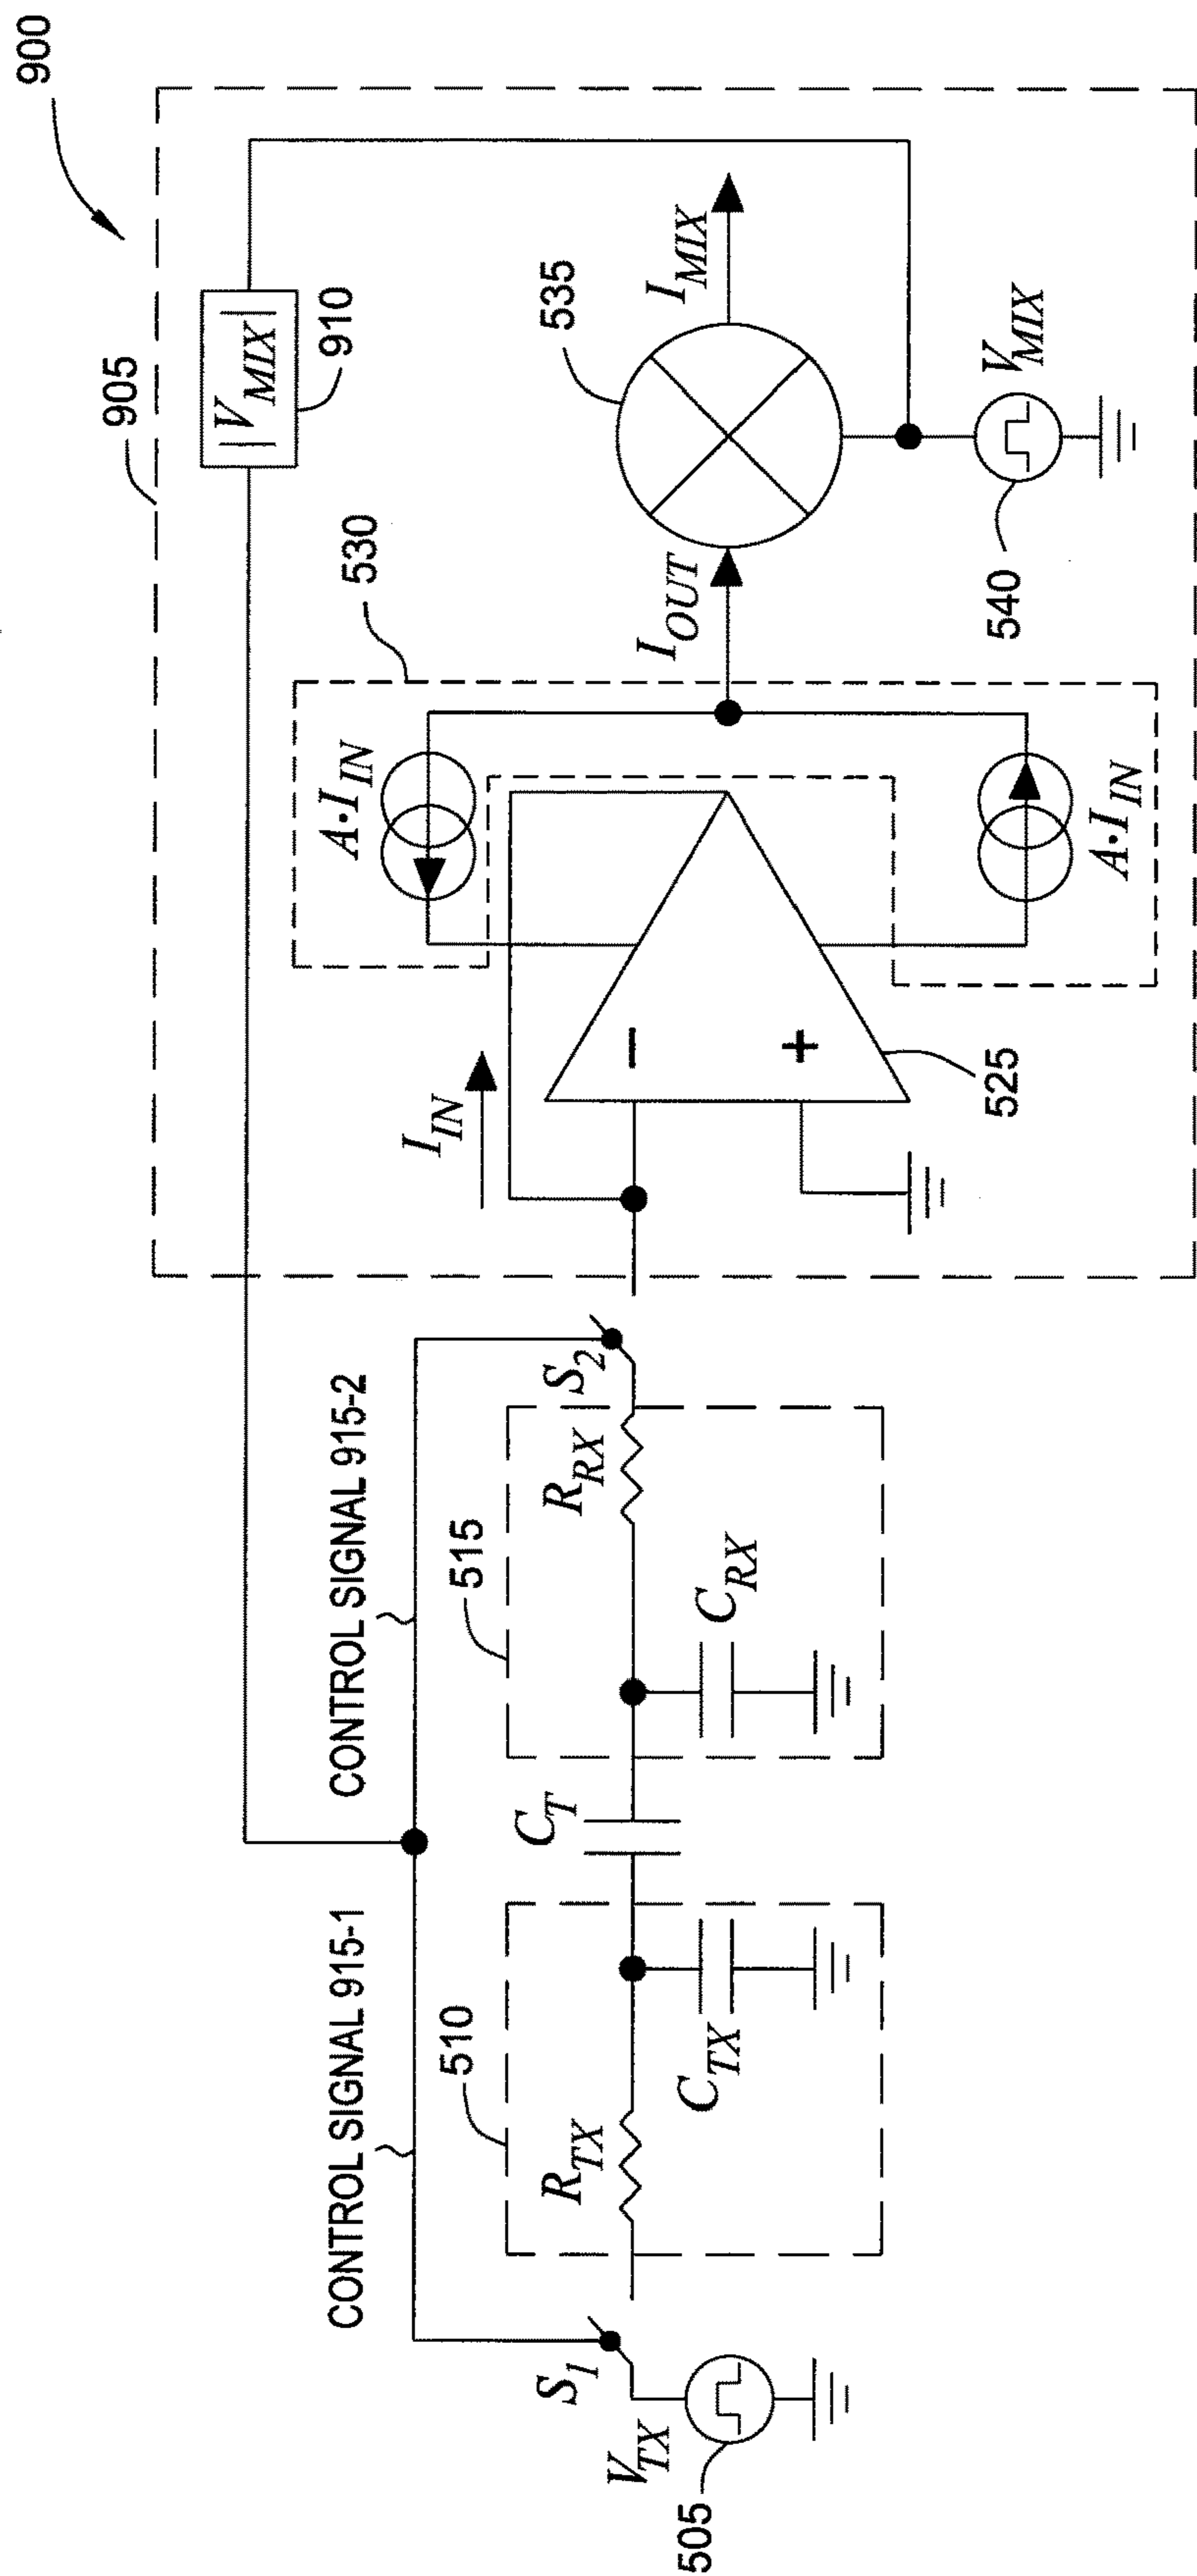 900
905
|V_MIX|
910
530
A•I_IN
I_IN
−
+
525
A•I_IN
I_OUT
535
I_MIX
540
V_MIX
CONTROL SIGNAL 915-1
CONTROL SIGNAL 915-2
510
515
S_1
R_TX
C_TX
C_T
C_RX
R_RX
S_2
V_TX
505